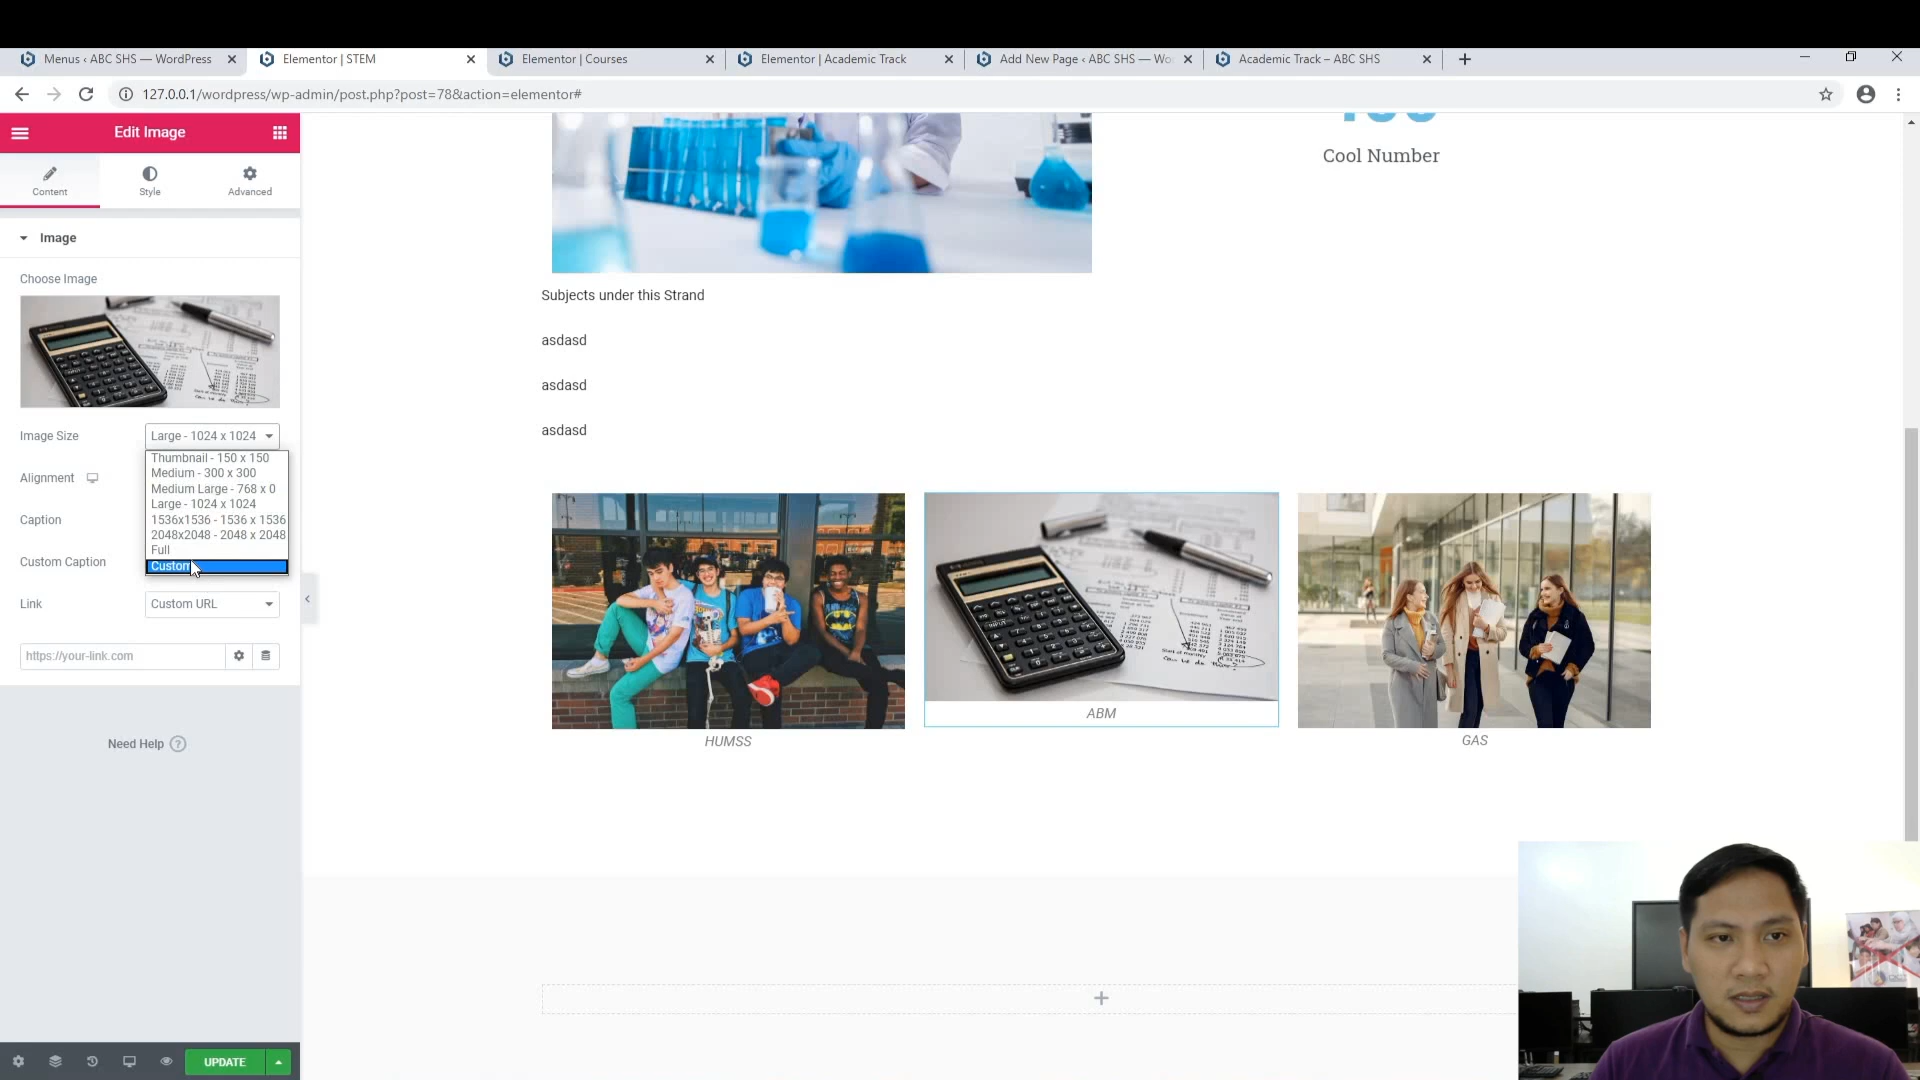 Menus ‹ ABC SHS — WordPress
Elementor | STEM
Elementor | Courses
Elementor | Academic Track
Add New Page ‹ ABC SHS — Wo
Academic Track – ABC SHS
127.0.0.1/wordpress/wp-admin/post.php?post=78&action=elementor#
Edit Image
Content
Style
Advanced
Image
Choose Image
Image Size
Large - 1024 x 1024
Thumbnail - 150 x 150
Medium - 300 x 300
Medium Large - 768 x 0
Large - 1024 x 1024
1536x1536 - 1536 x 1536
2048x2048 - 2048 x 2048
Full
Custom
Alignment
Caption
Custom Caption
Link
Custom URL
https://your-link.com
Need Help ?
UPDATE
Cool Number
Subjects under this Strand
asdasd
asdasd
asdasd
HUMSS
ABM
GAS